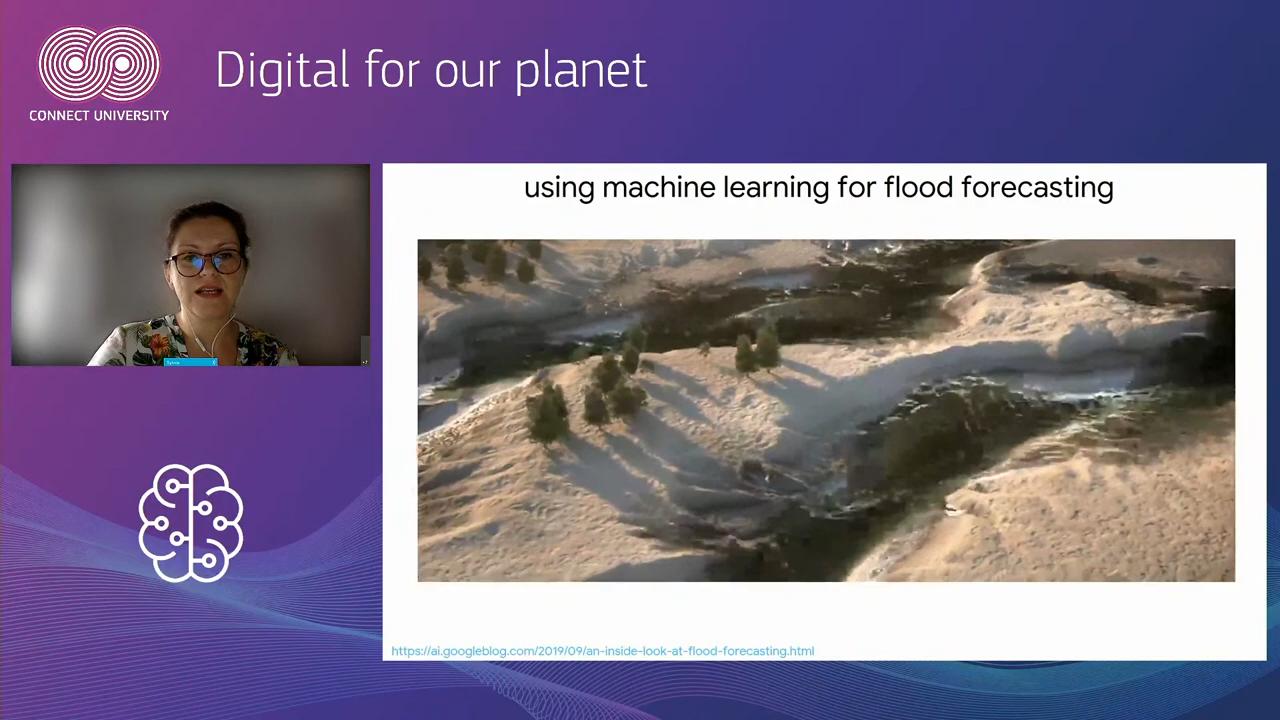 Digital for our planet
CONNECT UNIVERSITY
using machine learning for flood forecasting
Sylvie
https://ai.googleblog.com/2019/09/an-inside-look-at-flood-forecasting.html